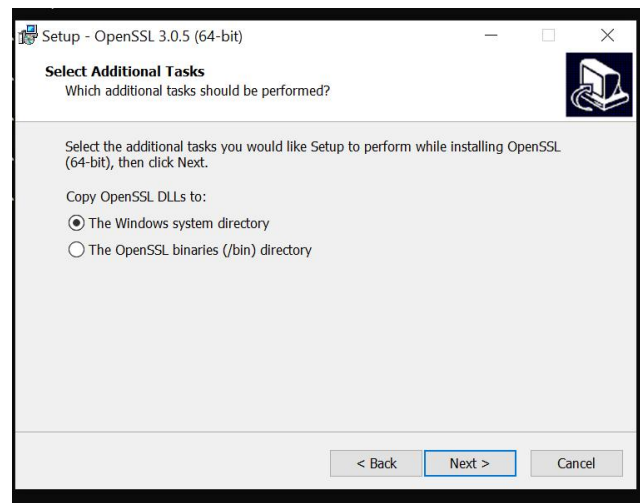 Setup - OpenSSL 3.0.5 (64-bit)
Select Additional Tasks
Which additional tasks should be performed?
Select the additional tasks you would like Setup to perform while installing OpenSSL
(64-bit), then click Next.
Copy OpenSSL DLLs to:
The Windows system directory
The OpenSSL binaries (/bin) directory
< Back Next > Cancel